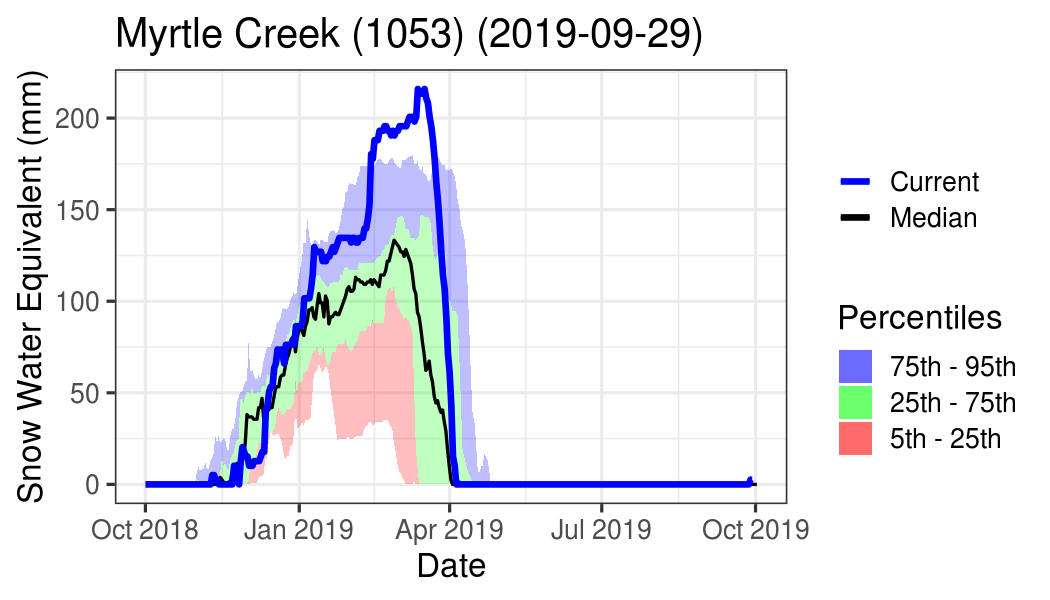 Myrtle Creek (1053) (2019-09-29)
Snow Water Equivalent (mm)
200
150
100
50
0
Oct 2018 Jan 2019 Apr 2019 Jul 2019 Oct 2019
Date
Current
Median
Percentiles
75th - 95th
25th - 75th
5th - 25th